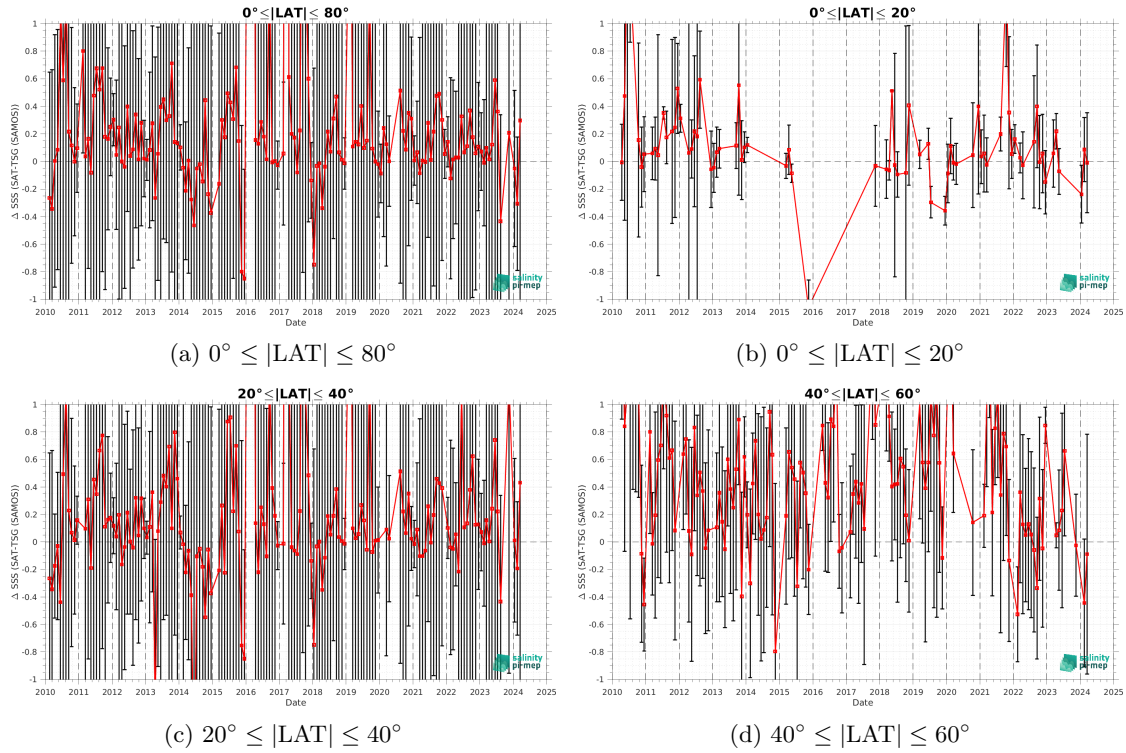 0°≤|LAT|≤ 80°
Δ SSS (SAT-TSG (SAMOS))
1
0.8
0.6
0.4
0.2
0
-0.2
-0.4
-0.6
-0.8
-1
2010 2011 2012 2013 2014 2015 2016 2017 2018 2019 2020 2021 2022 2023 2024 2025
Date
salinity
pi-mep
(a) 0° ≤ |LAT| ≤ 80°
0°≤|LAT|≤ 20°
Δ SSS (SAT-TSG (SAMOS))
1
0.8
0.6
0.4
0.2
0
-0.2
-0.4
-0.6
-0.8
-1
2010 2011 2012 2013 2014 2015 2016 2017 2018 2019 2020 2021 2022 2023 2024 2025
Date
salinity
pi-mep
(b) 0° ≤ |LAT| ≤ 20°
20°≤|LAT|≤ 40°
Δ SSS (SAT-TSG (SAMOS))
1
0.8
0.6
0.4
0.2
0
-0.2
-0.4
-0.6
-0.8
-1
2010 2011 2012 2013 2014 2015 2016 2017 2018 2019 2020 2021 2022 2023 2024 2025
Date
salinity
pi-mep
(c) 20° ≤ |LAT| ≤ 40°
40°≤|LAT|≤ 60°
Δ SSS (SAT-TSG (SAMOS))
1
0.8
0.6
0.4
0.2
0
-0.2
-0.4
-0.6
-0.8
-1
2010 2011 2012 2013 2014 2015 2016 2017 2018 2019 2020 2021 2022 2023 2024 2025
Date
salinity
pi-mep
(d) 40° ≤ |LAT| ≤ 60°